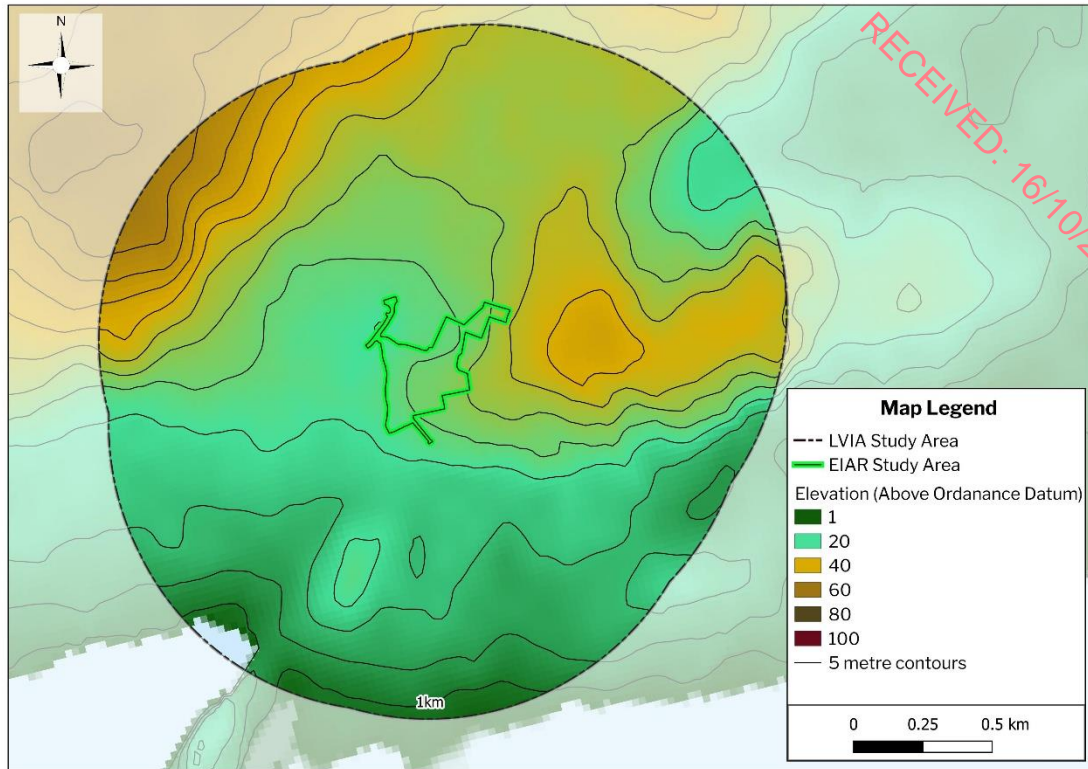 N
RECEIVED: 16/10/2
Map Legend
LVIA Study Area
EIAR Study Area
Elevation (Above Ordanance Datum)
1
20
40
60
80
100
5 metre contours
0 0.25 0.5 km
1km